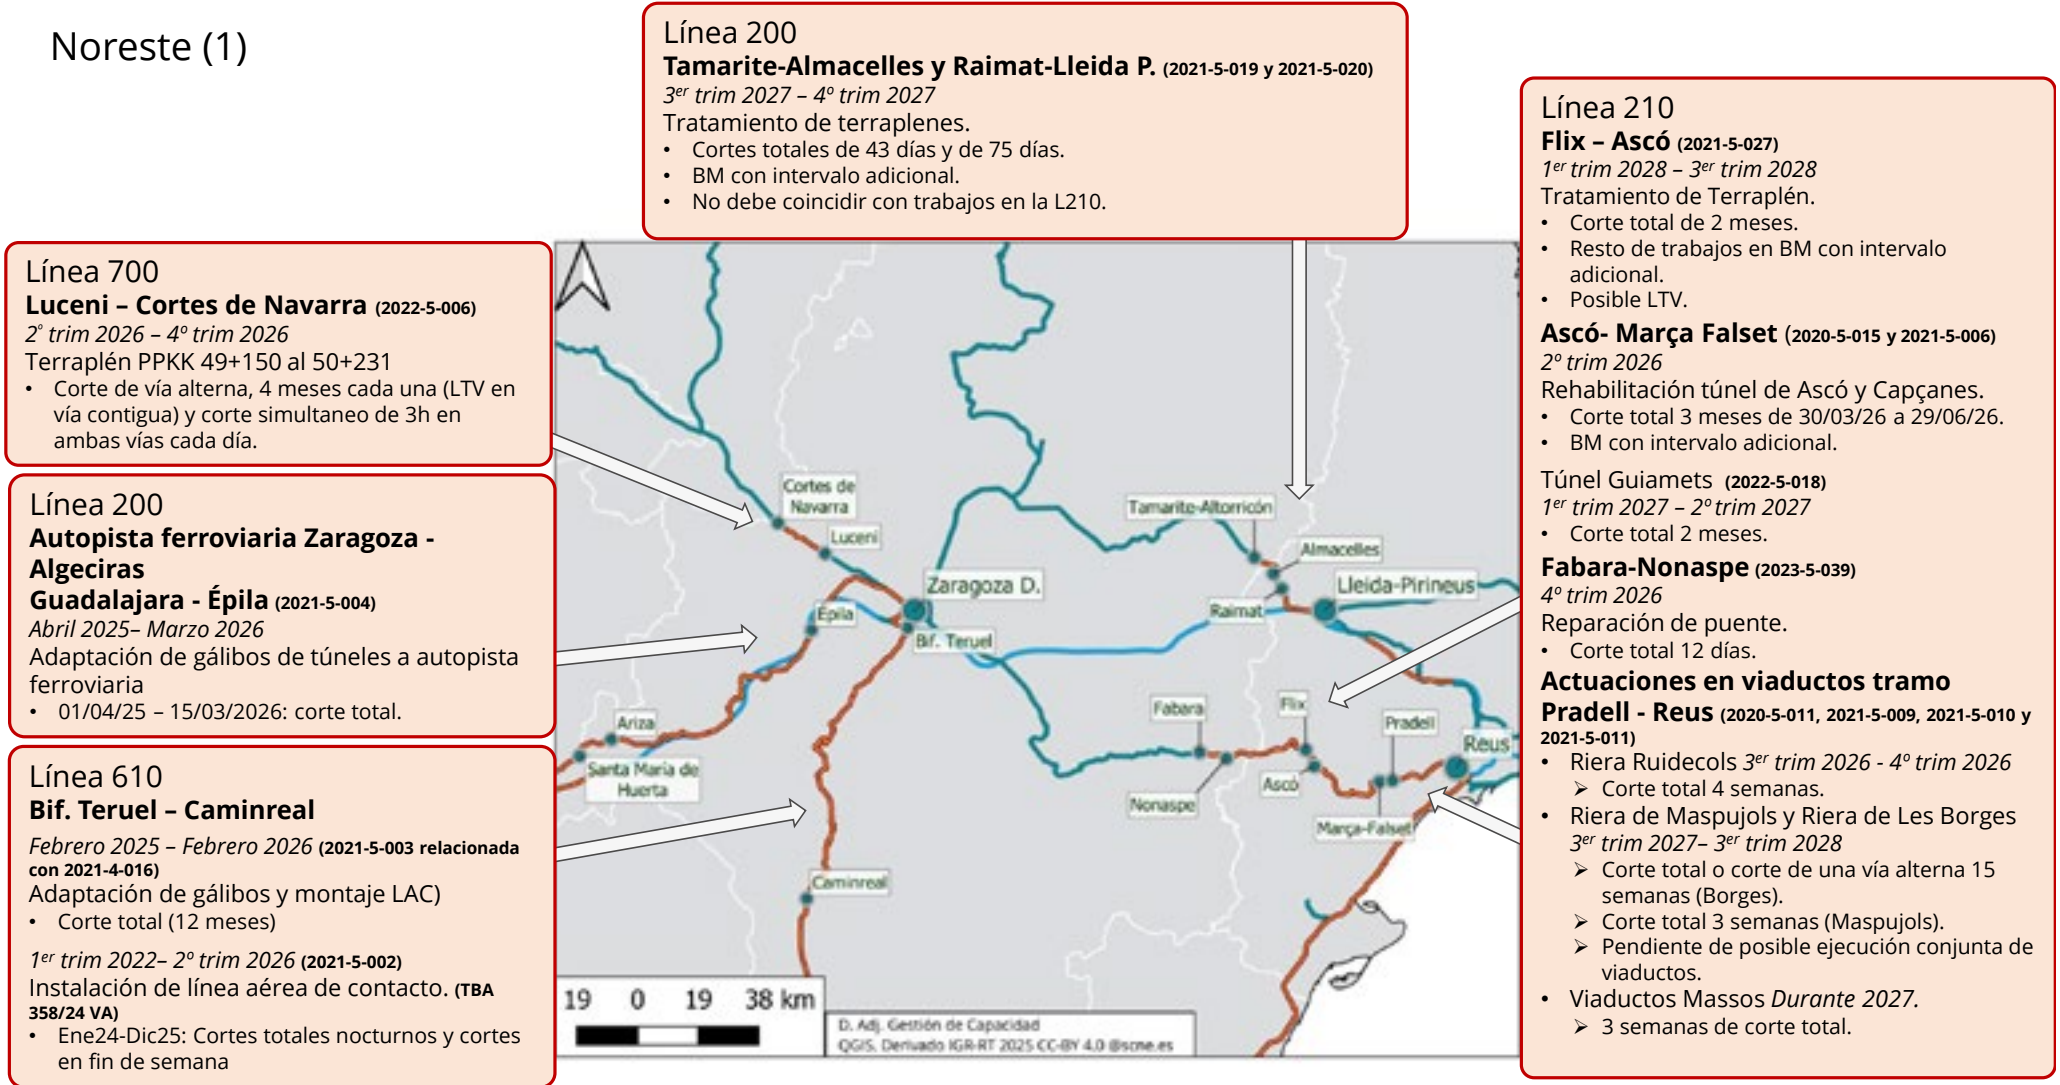 Noreste (1)
Línea 200
Tamarite-Almacelles y Raimat-Lleida P. (2021-5-019 y 2021-5-020)
3er trim 2027 – 4º trim 2027
Tratamiento de terraplenes.
• Cortes totales de 43 días y de 75 días.
• BM con intervalo adicional.
• No debe coincidir con trabajos en la L210.
Línea 700
Luceni – Cortes de Navarra (2022-5-006)
2º trim 2026 – 4º trim 2026
Terraplén PPKK 49+150 al 50+231
• Corte de vía alterna, 4 meses cada una (LTV en
vía contigua) y corte simultaneo de 3h en
ambas vías cada día.
Línea 200
Autopista ferroviaria Zaragoza -
Algeciras
Guadalajara - Épila (2021-5-004)
Abril 2025– Marzo 2026
Adaptación de gálibos de túneles a autopista
ferroviaria
• 01/04/25 – 15/03/2026: corte total.
Línea 610
Bif. Teruel – Caminreal
Febrero 2025 – Febrero 2026 (2021-5-003 relacionada
con 2021-4-016)
Adaptación de gálibos y montaje LAC)
• Corte total (12 meses)
1er trim 2022– 2º trim 2026 (2021-5-002)
Instalación de línea aérea de contacto. (TBA
358/24 VA)
• Ene24-Dic25: Cortes totales nocturnos y cortes
en fin de semana
Cortes de
Navarra
Luceni
Zaragoza D.
Épila
Bif. Teruel
Ariza
Santa María de
Huerta
Caminreal
Tamarite-Altorricón
Almacelles
Lleida-Pirineus
Raimat
Fabara
Flix
Pradell
Reus
Ascó
Nonaspe
Marça-Falset
19 0 19 38 km
D. Adj. Gestión de Capacidad
QGIS. Derivado IGR-RT 2025 CC-BY 4.0 @scne.es
Línea 210
Flix – Ascó (2021-5-027)
1er trim 2028 – 3er trim 2028
Tratamiento de Terraplén.
• Corte total de 2 meses.
• Resto de trabajos en BM con intervalo
adicional.
• Posible LTV.
Ascó- Marça Falset (2020-5-015 y 2021-5-006)
2º trim 2026
Rehabilitación túnel de Ascó y Capçanes.
• Corte total 3 meses de 30/03/26 a 29/06/26.
• BM con intervalo adicional.
Túnel Guiamets (2022-5-018)
1er trim 2027 – 2º trim 2027
• Corte total 2 meses.
Fabara-Nonaspe (2023-5-039)
4º trim 2026
Reparación de puente.
• Corte total 12 días.
Actuaciones en viaductos tramo
Pradell - Reus (2020-5-011, 2021-5-009, 2021-5-010 y
2021-5-011)
• Riera Ruidecols 3er trim 2026 - 4º trim 2026
➢ Corte total 4 semanas.
• Riera de Maspujols y Riera de Les Borges
3er trim 2027– 3er trim 2028
➢ Corte total o corte de una vía alterna 15
semanas (Borges).
➢ Corte total 3 semanas (Maspujols).
➢ Pendiente de posible ejecución conjunta de
viaductos.
• Viaductos Massos Durante 2027.
➢ 3 semanas de corte total.